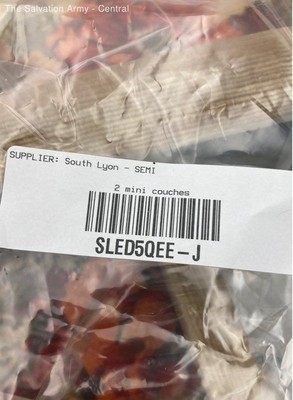 The Salvation Army - Central
SUPPLIER: South Lyon - SEMI
2 mini couches
SLED5QEE-J